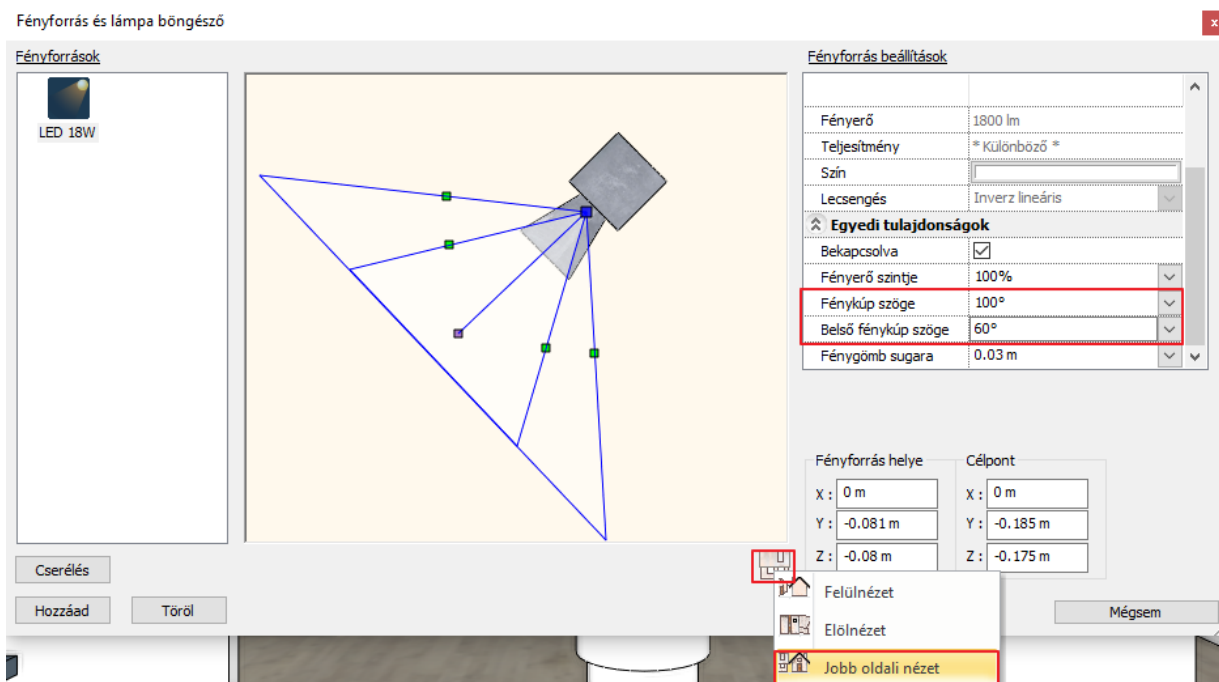 Fényforrás és lámpa böngésző
x
Fényforrások
LED 18W
Fényforrás beállítások
Fényerő 1800 lm
Teljesítmény * Különböző *
Szín
Lecsengés Inverz lineáris
Egyedi tulajdonságok
Bekapcsolva
Fényerő szintje 100%
Fénykúp szöge 100°
Belső fénykúp szöge 60°
Fénygömb sugara 0.03 m
Fényforrás helye Célpont
X : 0 m X : 0 m
Y : -0.081 m Y : -0.185 m
Z : -0.08 m Z : -0.175 m
Cserélés
Hozzáad Töröl
Mégsem
Felülnézet
Elölnézet
Jobb oldali nézet